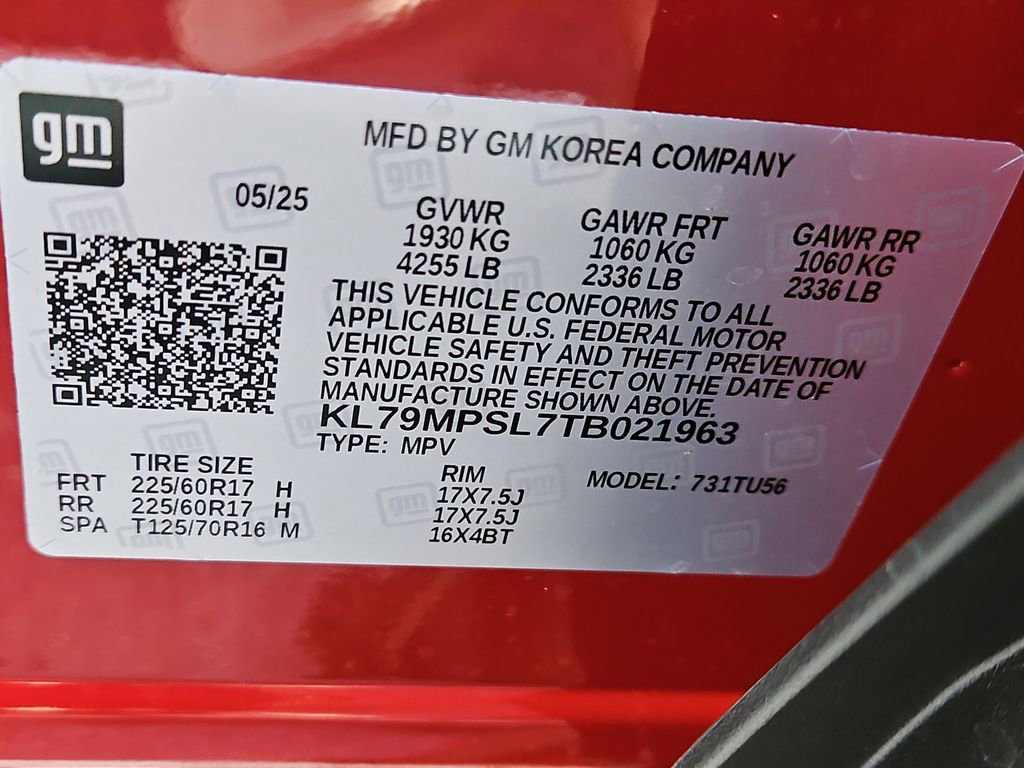 gm
MFD BY GM KOREA COMPANY
05/25
GVWR
1930 KG
4255 LB
GAWR FRT
1060 KG
2336 LB
GAWR RR
1060 KG
2336 LB
THIS VEHICLE CONFORMS TO ALL
APPLICABLE U.S. FEDERAL MOTOR
VEHICLE SAFETY AND THEFT PREVENTION
STANDARDS IN EFFECT ON THE DATE OF
MANUFACTURE SHOWN ABOVE.
KL79MPSL7TB021963
TYPE: MPV
MODEL: 731TU56
TIRE SIZE RIM
FRT 225/60R17 H 17X7.5J
RR 225/60R17 H 17X7.5J
SPA T125/70R16 M 16X4BT